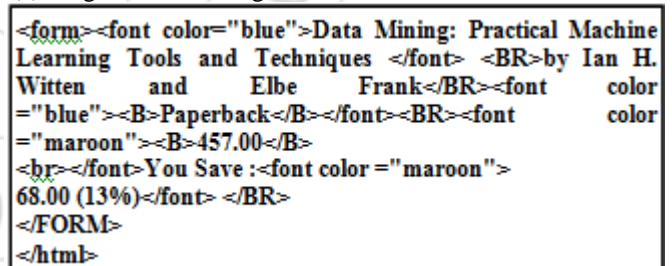 <form><font color="blue">Data Mining: Practical Machine
Learning Tools and Techniques </font> <BR>by Ian H.
Witten and Elbe Frank</BR><font color
="blue"><B>Paperback</B></font><BR><font color
="maroon"><B>457.00</B>
<br></font>You Save :<font color ="maroon">
68.00 (13%)</font> </BR>
</FORM>
</html>